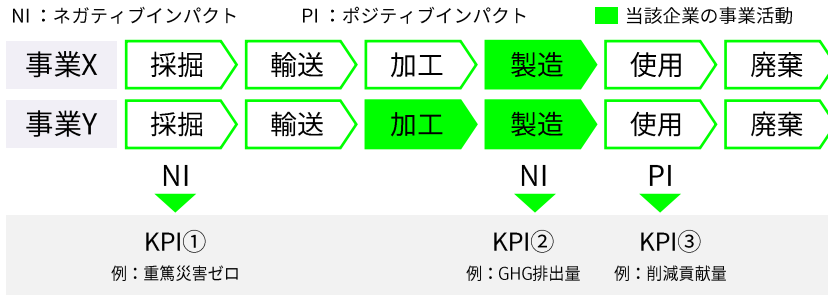 NI：ネガティブインパクト PI：ポジティブインパクト 当該企業の事業活動
事業X 採掘 輸送 加工 製造 使用 廃棄
事業Y 採掘 輸送 加工 製造 使用 廃棄
NI NI PI
KPI① KPI② KPI③
例：重篤災害ゼロ 例：GHG排出量 例：削減貢献量